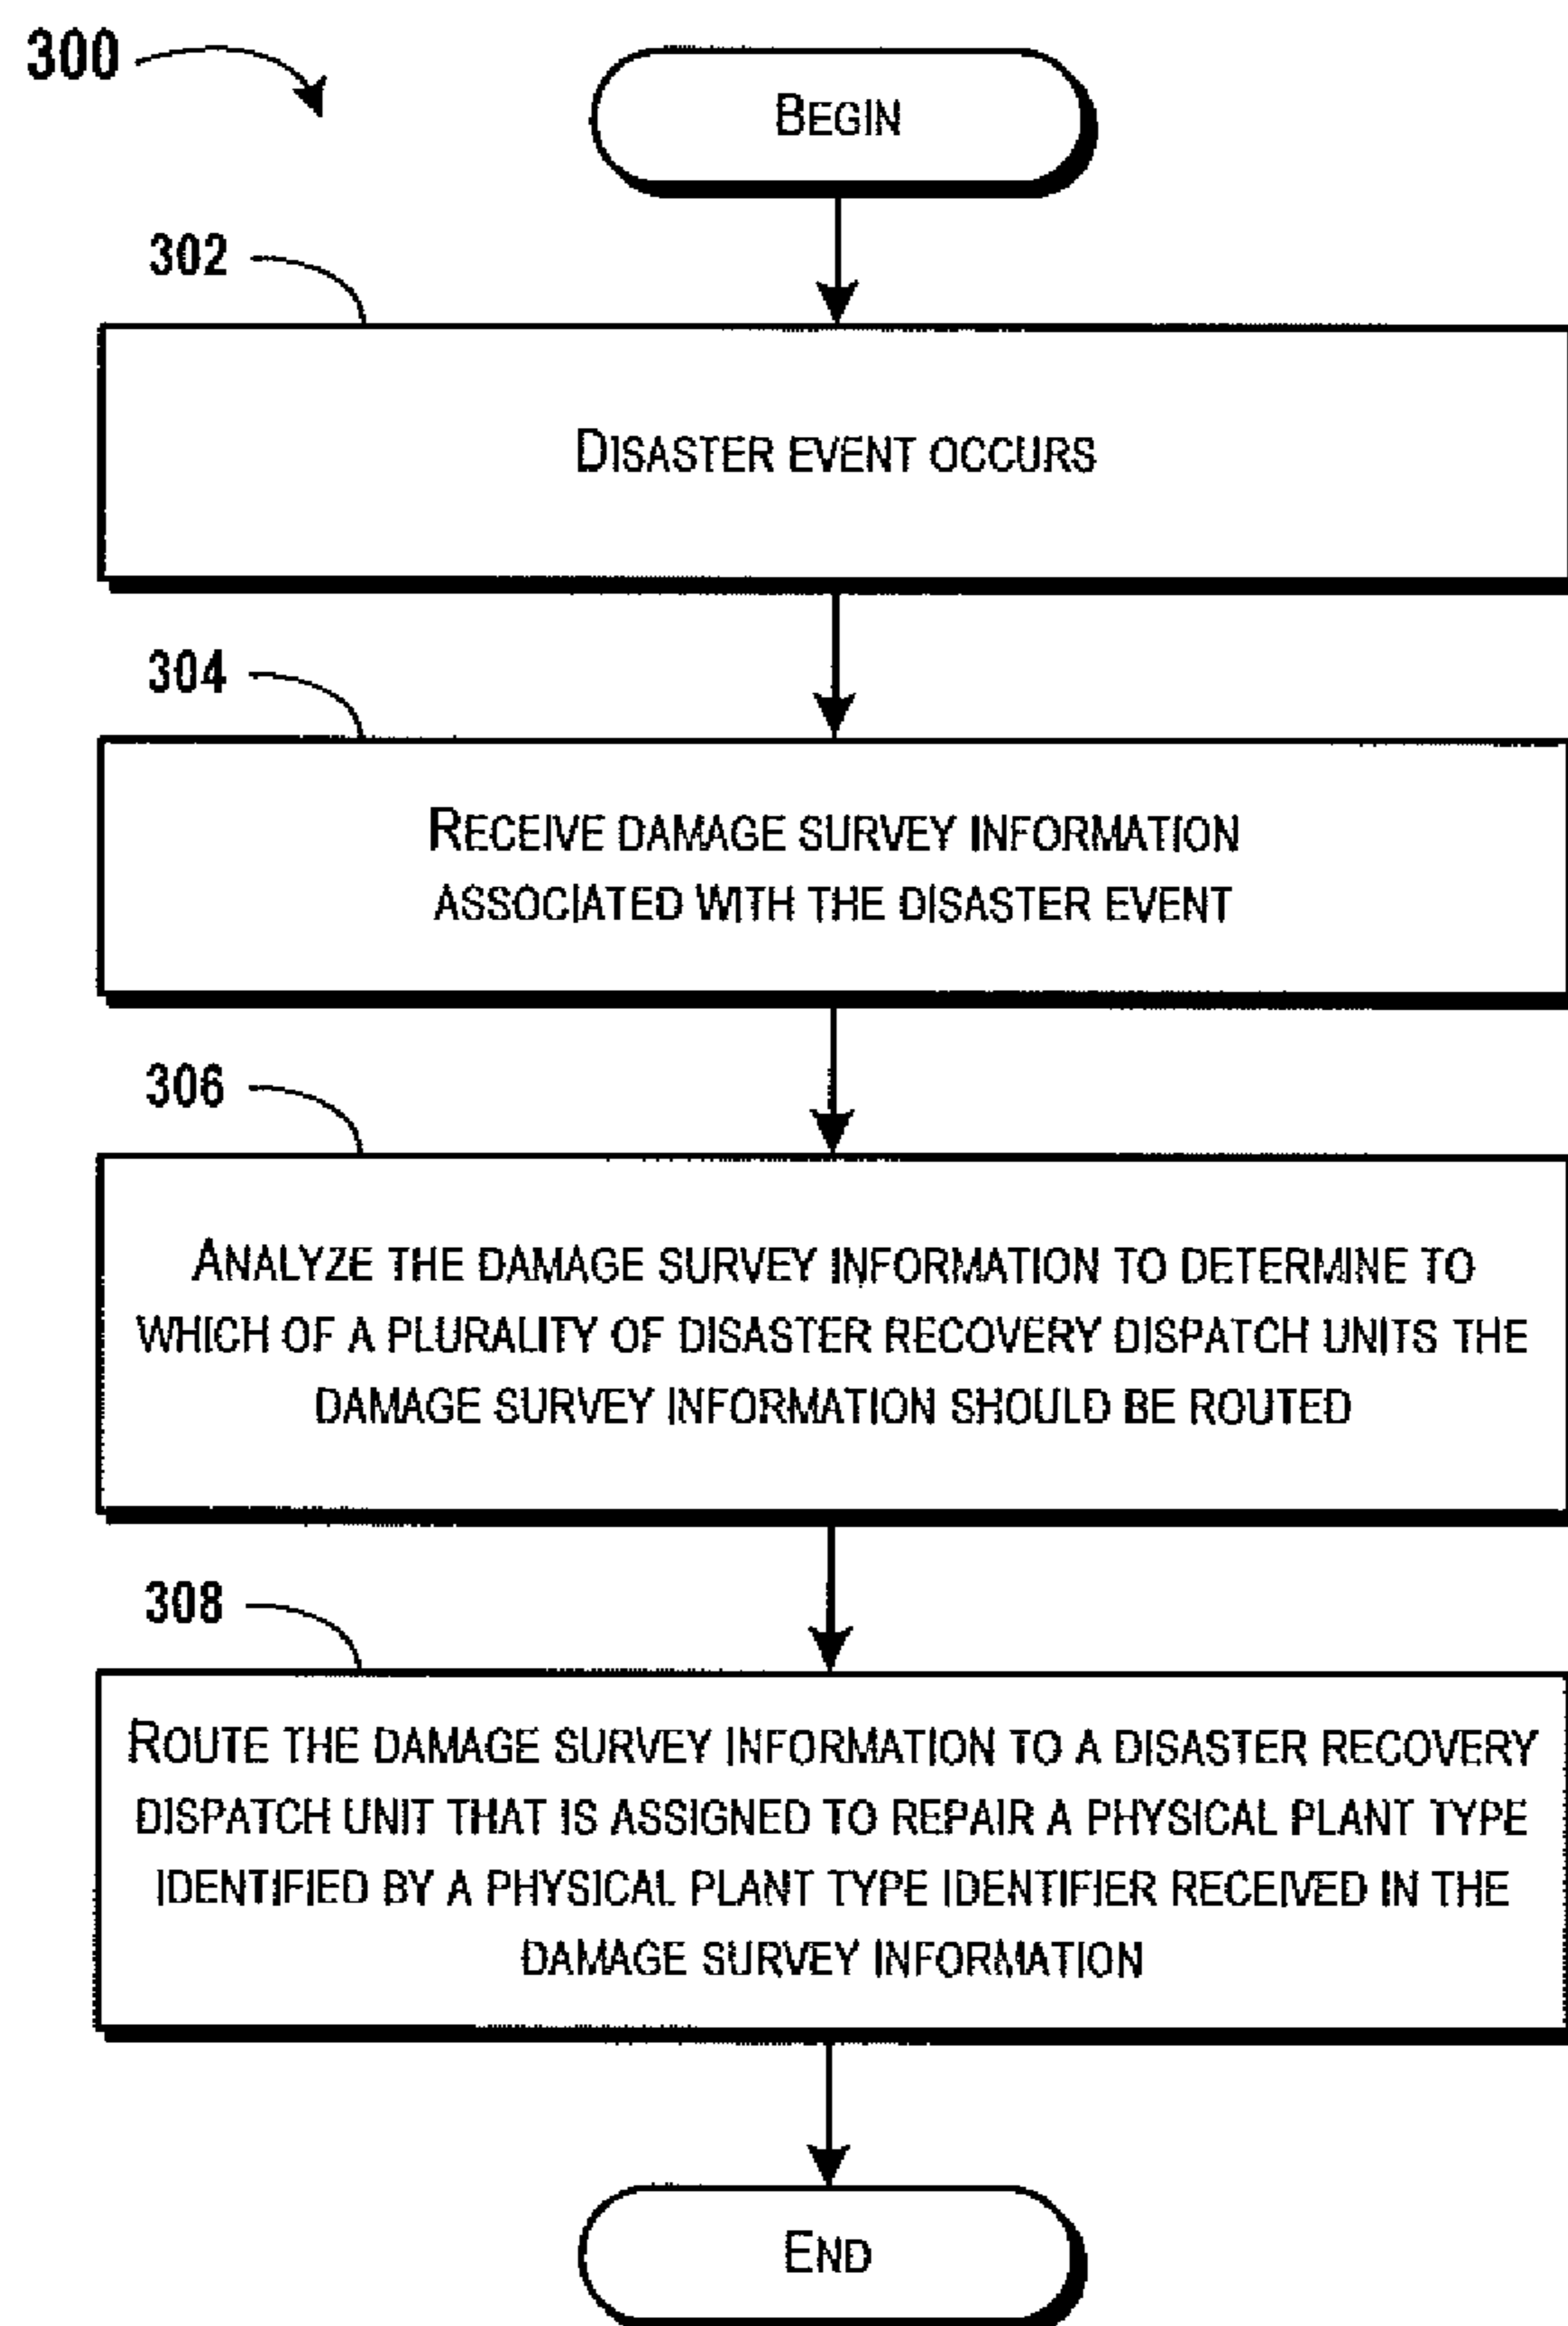 300
BEGIN
302
DISASTER EVENT OCCURS
304
RECEIVE DAMAGE SURVEY INFORMATION
ASSOCIATED WITH THE DISASTER EVENT
306
ANALYZE THE DAMAGE SURVEY INFORMATION TO DETERMINE TO
WHICH OF A PLURALITY OF DISASTER RECOVERY DISPATCH UNITS THE
DAMAGE SURVEY INFORMATION SHOULD BE ROUTED
308
ROUTE THE DAMAGE SURVEY INFORMATION TO A DISASTER RECOVERY
DISPATCH UNIT THAT IS ASSIGNED TO REPAIR A PHYSICAL PLANT TYPE
IDENTIFIED BY A PHYSICAL PLANT TYPE IDENTIFIER RECEIVED IN THE
DAMAGE SURVEY INFORMATION
END